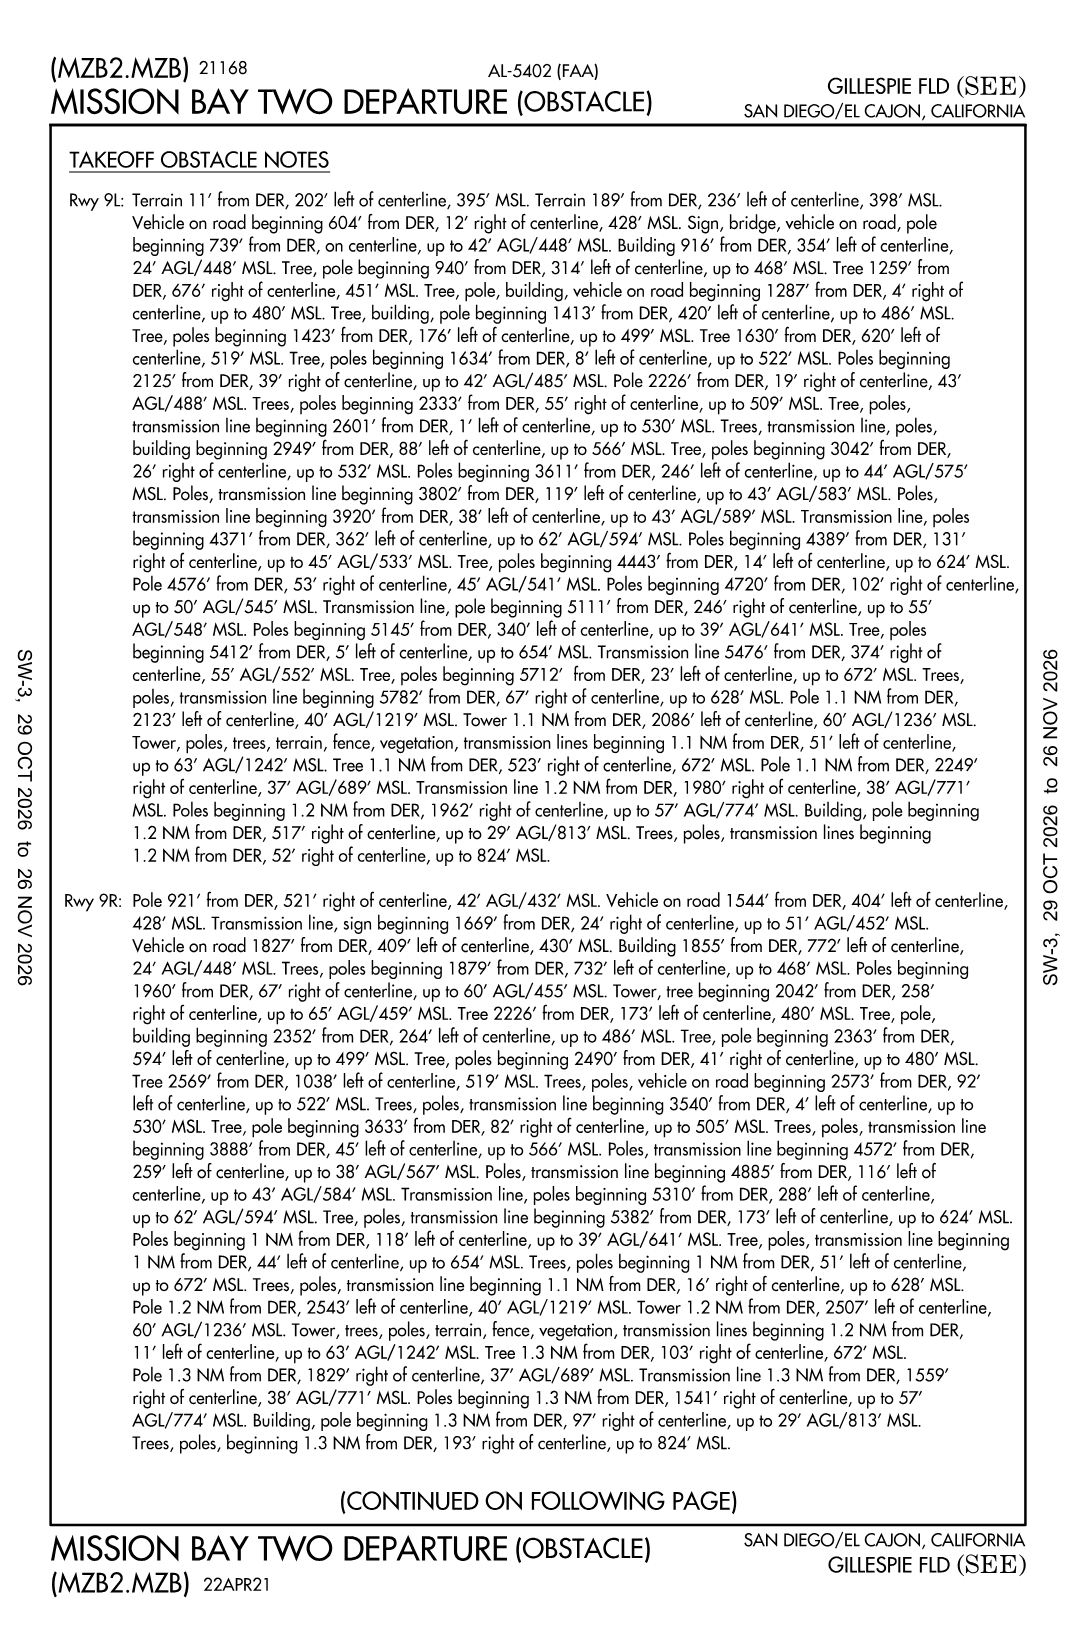 (MZB2.MZB) 21168
AL-5402 (FAA)
MISSION BAY TWO DEPARTURE (OBSTACLE)
GILLESPIE FLD (SEE)
SAN DIEGO/EL CAJON, CALIFORNIA
TAKEOFF OBSTACLE NOTES
Rwy 9L: Terrain 11’ from DER, 202’ left of centerline, 395’ MSL. Terrain 189’ from DER, 236’ left of centerline, 398’ MSL.
Vehicle on road beginning 604’ from DER, 12’ right of centerline, 428’ MSL. Sign, bridge, vehicle on road, pole
beginning 739’ from DER, on centerline, up to 42’ AGL/448’ MSL. Building 916’ from DER, 354’ left of centerline,
24’ AGL/448’ MSL. Tree, pole beginning 940’ from DER, 314’ left of centerline, up to 468’ MSL. Tree 1259’ from
DER, 676’ right of centerline, 451’ MSL. Tree, pole, building, vehicle on road beginning 1287’ from DER, 4’ right of
centerline, up to 480’ MSL. Tree, building, pole beginning 1413’ from DER, 420’ left of centerline, up to 486’ MSL.
Tree, poles beginning 1423’ from DER, 176’ left of centerline, up to 499’ MSL. Tree 1630’ from DER, 620’ left of
centerline, 519’ MSL. Tree, poles beginning 1634’ from DER, 8’ left of centerline, up to 522’ MSL. Poles beginning
2125’ from DER, 39’ right of centerline, up to 42’ AGL/485’ MSL. Pole 2226’ from DER, 19’ right of centerline, 43’
AGL/488’ MSL. Trees, poles beginning 2333’ from DER, 55’ right of centerline, up to 509’ MSL. Tree, poles,
transmission line beginning 2601’ from DER, 1’ left of centerline, up to 530’ MSL. Trees, transmission line, poles,
building beginning 2949’ from DER, 88’ left of centerline, up to 566’ MSL. Tree, poles beginning 3042’ from DER,
26’ right of centerline, up to 532’ MSL. Poles beginning 3611’ from DER, 246’ left of centerline, up to 44’ AGL/575’
MSL. Poles, transmission line beginning 3802’ from DER, 119’ left of centerline, up to 43’ AGL/583’ MSL. Poles,
transmission line beginning 3920’ from DER, 38’ left of centerline, up to 43’ AGL/589’ MSL. Transmission line, poles
beginning 4371’ from DER, 362’ left of centerline, up to 62’ AGL/594’ MSL. Poles beginning 4389’ from DER, 131’
right of centerline, up to 45’ AGL/533’ MSL. Tree, poles beginning 4443’ from DER, 14’ left of centerline, up to 624’ MSL.
Pole 4576’ from DER, 53’ right of centerline, 45’ AGL/541’ MSL. Poles beginning 4720’ from DER, 102’ right of centerline,
up to 50’ AGL/545’ MSL. Transmission line, pole beginning 5111’ from DER, 246’ right of centerline, up to 55’
AGL/548’ MSL. Poles beginning 5145’ from DER, 340’ left of centerline, up to 39’ AGL/641’ MSL. Tree, poles
beginning 5412’ from DER, 5’ left of centerline, up to 654’ MSL. Transmission line 5476’ from DER, 374’ right of
centerline, 55’ AGL/552’ MSL. Tree, poles beginning 5712’ from DER, 23’ left of centerline, up to 672’ MSL. Trees,
poles, transmission line beginning 5782’ from DER, 67’ right of centerline, up to 628’ MSL. Pole 1.1 NM from DER,
2123’ left of centerline, 40’ AGL/1219’ MSL. Tower 1.1 NM from DER, 2086’ left of centerline, 60’ AGL/1236’ MSL.
Tower, poles, trees, terrain, fence, vegetation, transmission lines beginning 1.1 NM from DER, 51’ left of centerline,
up to 63’ AGL/1242’ MSL. Tree 1.1 NM from DER, 523’ right of centerline, 672’ MSL. Pole 1.1 NM from DER, 2249’
right of centerline, 37’ AGL/689’ MSL. Transmission line 1.2 NM from DER, 1980’ right of centerline, 38’ AGL/771’
MSL. Poles beginning 1.2 NM from DER, 1962’ right of centerline, up to 57’ AGL/774’ MSL. Building, pole beginning
1.2 NM from DER, 517’ right of centerline, up to 29’ AGL/813’ MSL. Trees, poles, transmission lines beginning
1.2 NM from DER, 52’ right of centerline, up to 824’ MSL.
Rwy 9R: Pole 921’ from DER, 521’ right of centerline, 42’ AGL/432’ MSL. Vehicle on road 1544’ from DER, 404’ left of centerline,
428’ MSL. Transmission line, sign beginning 1669’ from DER, 24’ right of centerline, up to 51’ AGL/452’ MSL.
Vehicle on road 1827’ from DER, 409’ left of centerline, 430’ MSL. Building 1855’ from DER, 772’ left of centerline,
24’ AGL/448’ MSL. Trees, poles beginning 1879’ from DER, 732’ left of centerline, up to 468’ MSL. Poles beginning
1960’ from DER, 67’ right of centerline, up to 60’ AGL/455’ MSL. Tower, tree beginning 2042’ from DER, 258’
right of centerline, up to 65’ AGL/459’ MSL. Tree 2226’ from DER, 173’ left of centerline, 480’ MSL. Tree, pole,
building beginning 2352’ from DER, 264’ left of centerline, up to 486’ MSL. Tree, pole beginning 2363’ from DER,
594’ left of centerline, up to 499’ MSL. Tree, poles beginning 2490’ from DER, 41’ right of centerline, up to 480’ MSL.
Tree 2569’ from DER, 1038’ left of centerline, 519’ MSL. Trees, poles, vehicle on road beginning 2573’ from DER, 92’
left of centerline, up to 522’ MSL. Trees, poles, transmission line beginning 3540’ from DER, 4’ left of centerline, up to
530’ MSL. Tree, pole beginning 3633’ from DER, 82’ right of centerline, up to 505’ MSL. Trees, poles, transmission line
beginning 3888’ from DER, 45’ left of centerline, up to 566’ MSL. Poles, transmission line beginning 4572’ from DER,
259’ left of centerline, up to 38’ AGL/567’ MSL. Poles, transmission line beginning 4885’ from DER, 116’ left of
centerline, up to 43’ AGL/584’ MSL. Transmission line, poles beginning 5310’ from DER, 288’ left of centerline,
up to 62’ AGL/594’ MSL. Tree, poles, transmission line beginning 5382’ from DER, 173’ left of centerline, up to 624’ MSL.
Poles beginning 1 NM from DER, 118’ left of centerline, up to 39’ AGL/641’ MSL. Tree, poles, transmission line beginning
1 NM from DER, 44’ left of centerline, up to 654’ MSL. Trees, poles beginning 1 NM from DER, 51’ left of centerline,
up to 672’ MSL. Trees, poles, transmission line beginning 1.1 NM from DER, 16’ right of centerline, up to 628’ MSL.
Pole 1.2 NM from DER, 2543’ left of centerline, 40’ AGL/1219’ MSL. Tower 1.2 NM from DER, 2507’ left of centerline,
60’ AGL/1236’ MSL. Tower, trees, poles, terrain, fence, vegetation, transmission lines beginning 1.2 NM from DER,
11’ left of centerline, up to 63’ AGL/1242’ MSL. Tree 1.3 NM from DER, 103’ right of centerline, 672’ MSL.
Pole 1.3 NM from DER, 1829’ right of centerline, 37’ AGL/689’ MSL. Transmission line 1.3 NM from DER, 1559’
right of centerline, 38’ AGL/771’ MSL. Poles beginning 1.3 NM from DER, 1541’ right of centerline, up to 57’
AGL/774’ MSL. Building, pole beginning 1.3 NM from DER, 97’ right of centerline, up to 29’ AGL/813’ MSL.
Trees, poles, beginning 1.3 NM from DER, 193’ right of centerline, up to 824’ MSL.
(CONTINUED ON FOLLOWING PAGE)
SW-3, 29 OCT 2026 to 26 NOV 2026
SW-3, 29 OCT 2026 to 26 NOV 2026
MISSION BAY TWO DEPARTURE (OBSTACLE)
(MZB2.MZB) 22APR21
SAN DIEGO/EL CAJON, CALIFORNIA
GILLESPIE FLD (SEE)